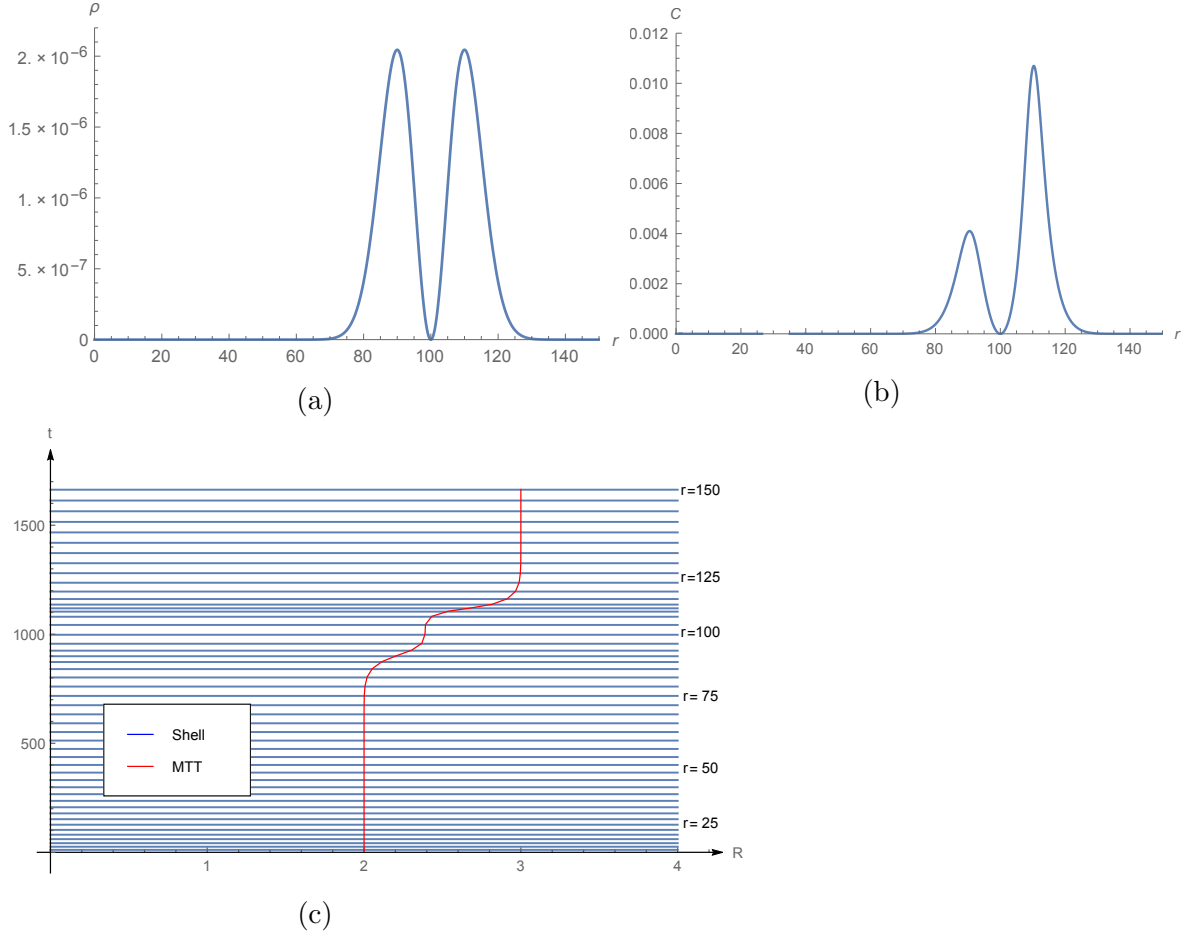 ρ
2. × 10^-6
1.5 × 10^-6
1. × 10^-6
5. × 10^-7
0
0 20 40 60 80 100 120 140 r
(a)
C
0.012
0.010
0.008
0.006
0.004
0.002
0.000
0 20 40 60 80 100 120 140 r
(b)
t
1500
1000
500
r=150
r=125
r=100
r=75
r=50
r=25
Shell
MTT
1 2 3 4 R
(c)